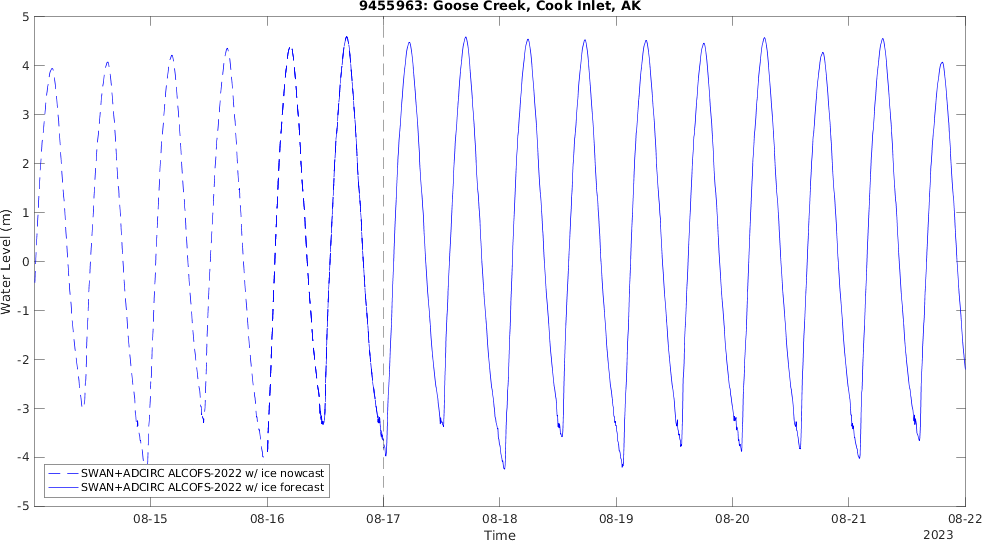 9455963: Goose Creek, Cook Inlet, AK
5
4
3
2
1
0
-1
-2
-3
-4
-5
Water Level (m)
SWAN+ADCIRC ALCOFS-2022 w/ ice nowcast
SWAN+ADCIRC ALCOFS-2022 w/ ice forecast
08-15 08-16 08-17 08-18 08-19 08-20 08-21 08-22
Time
2023